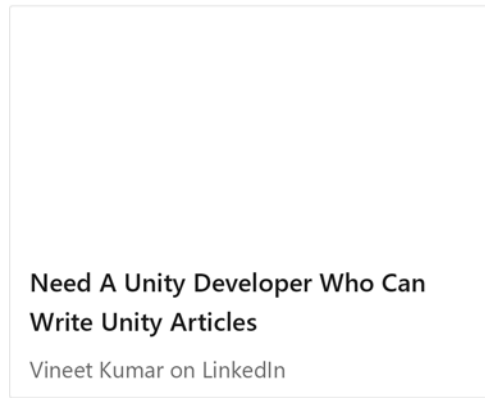 Need A Unity Developer Who Can
Write Unity Articles
Vineet Kumar on LinkedIn